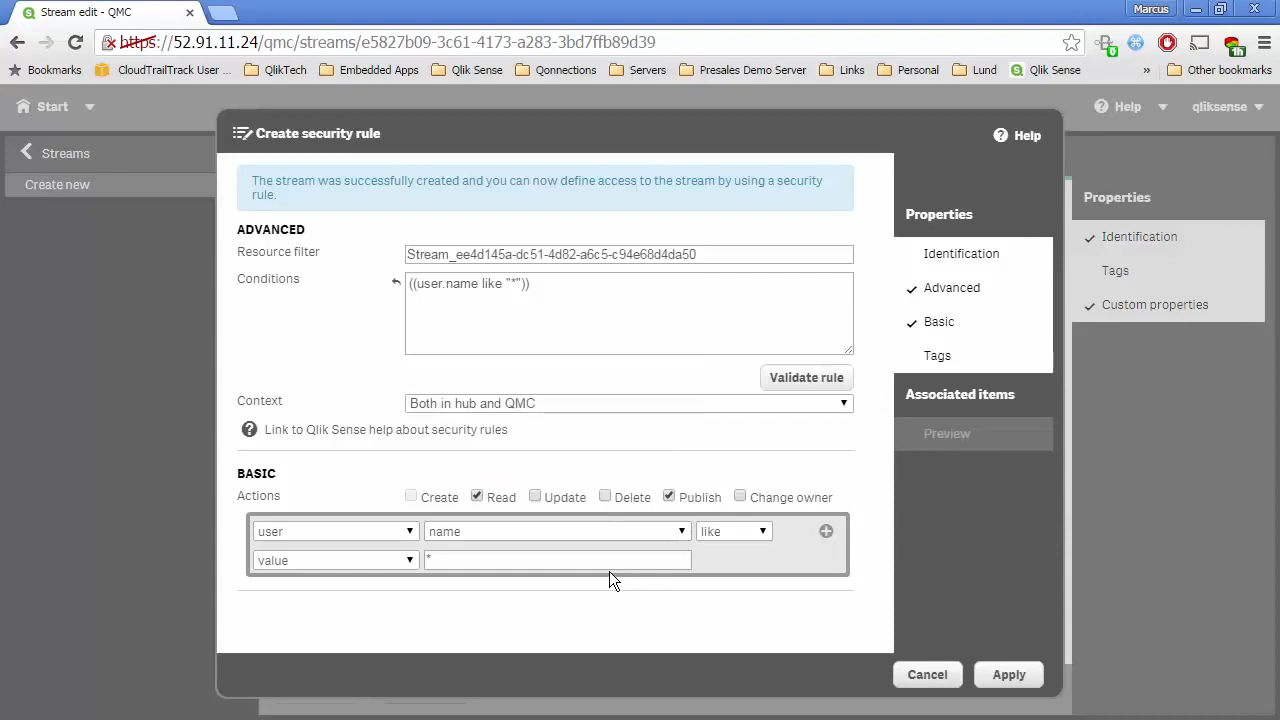 Stream edit - QMC
Marcus
https://52.91.11.24/qmc/streams/e5827b09-3c61-4173-a283-3bd7ffb89d39
0
1h
Bookmarks
CloudTrailTrack User ...
QlikTech
Embedded Apps
Qlik Sense
Qonnections
Servers
Presales Demo Server
Links
Personal
Lund
Qlik Sense
»
Other bookmarks
Start
Help
qliksense
Streams
Create new
Create security rule
Help
The stream was successfully created and you can now define access to the stream by using a security
rule.
ADVANCED
Resource filter
Stream_ee4d145a-dc51-4d82-a6c5-c94e68d4da50
Conditions
((user.name like "*"))
Validate rule
Context
Both in hub and QMC
Link to Qlik Sense help about security rules
BASIC
Actions
Create
Read
Update
Delete
Publish
Change owner
user
name
like
value
*
Properties
Identification
Advanced
Basic
Tags
Associated items
Preview
Cancel
Apply
Properties
Identification
Tags
Custom properties